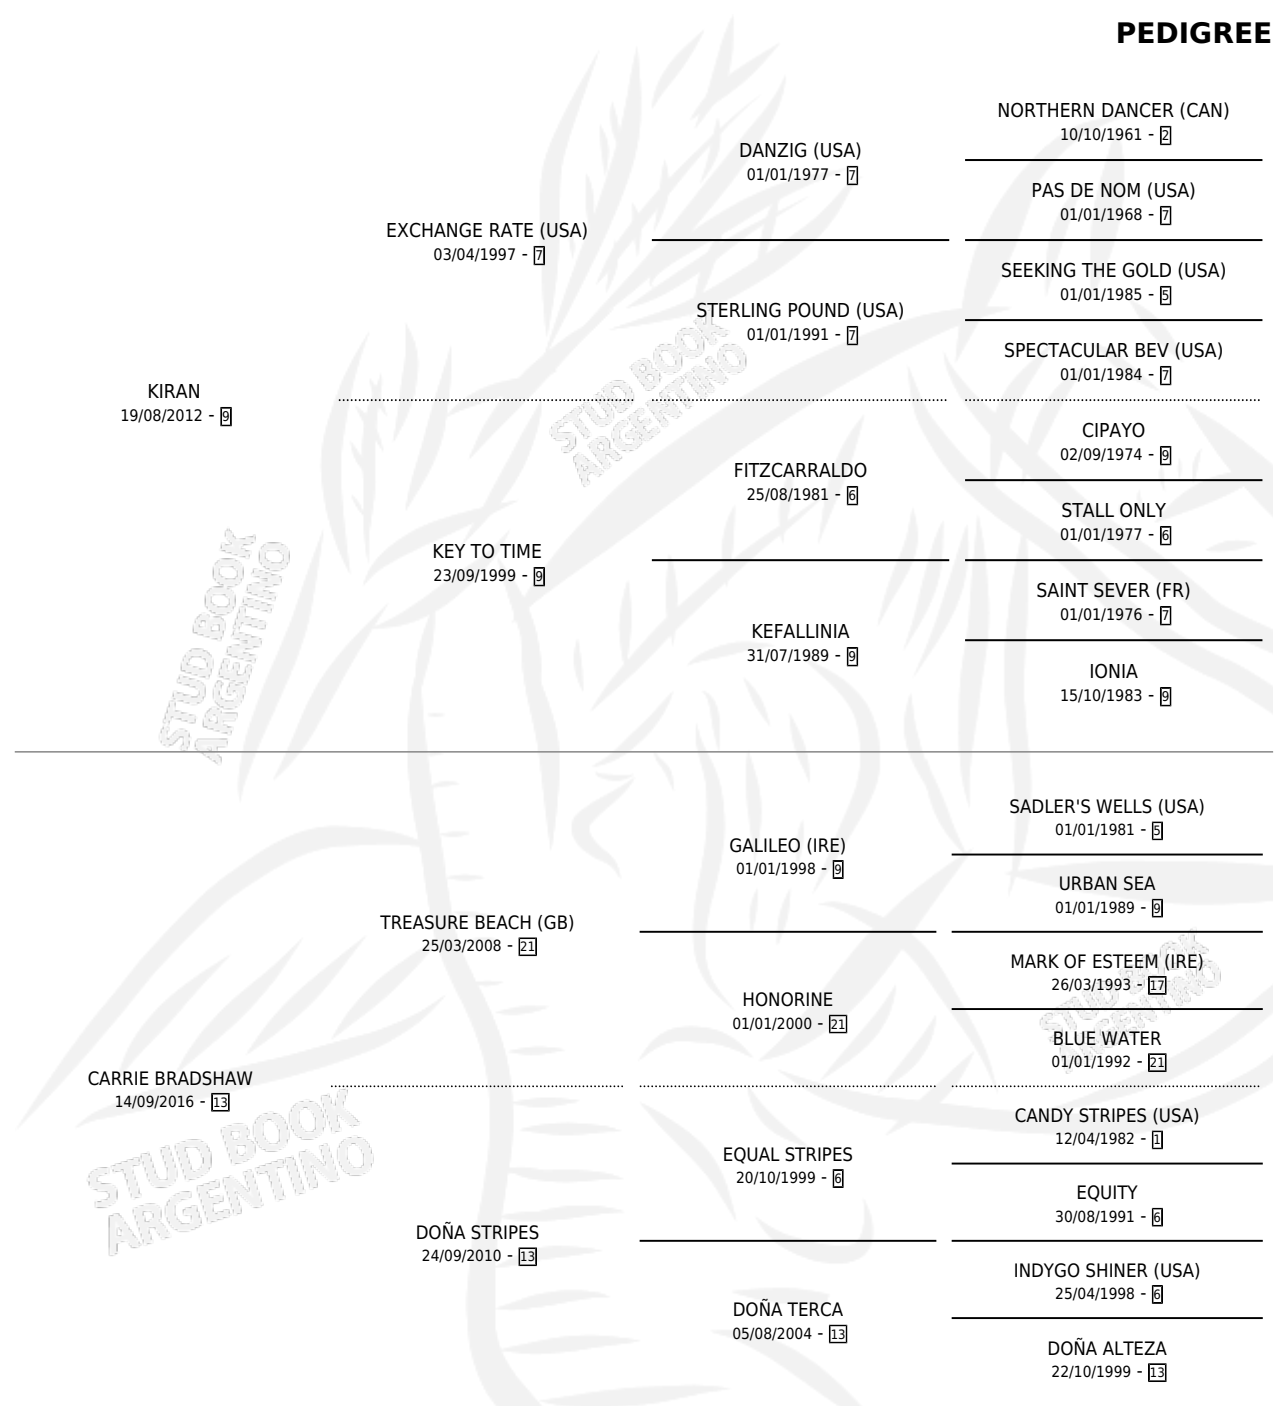 PEDIGREE
NORTHERN DANCER (CAN)
10/10/1961 - 2
DANZIG (USA)
01/01/1977 - 7
PAS DE NOM (USA)
01/01/1968 - 7
EXCHANGE RATE (USA)
03/04/1997 - 7
SEEKING THE GOLD (USA)
01/01/1985 - 5
STERLING POUND (USA)
01/01/1991 - 7
SPECTACULAR BEV (USA)
01/01/1984 - 7
KIRAN
19/08/2012 - 9
STUD BOOK
ARGENTINO
CIPAYO
02/09/1974 - 9
FITZCARRALDO
25/08/1981 - 6
STALL ONLY
01/01/1977 - 6
KEY TO TIME
23/09/1999 - 9
SAINT SEVER (FR)
01/01/1976 - 7
KEFALLINIA
31/07/1989 - 9
IONIA
15/10/1983 - 9
STUD BOOK
ARGENTINO
SADLER'S WELLS (USA)
01/01/1981 - 5
GALILEO (IRE)
01/01/1998 - 9
URBAN SEA
01/01/1989 - 9
TREASURE BEACH (GB)
25/03/2008 - 21
MARK OF ESTEEM (IRE)
26/03/1993 - 17
HONORINE
01/01/2000 - 21
STUD BOOK
ARGENTINO
BLUE WATER
01/01/1992 - 21
CARRIE BRADSHAW
14/09/2016 - 13
STUD BOOK
ARGENTINO
CANDY STRIPES (USA)
12/04/1982 - 1
EQUAL STRIPES
20/10/1999 - 6
EQUITY
30/08/1991 - 6
DOÑA STRIPES
24/09/2010 - 13
INDYGO SHINER (USA)
25/04/1998 - 6
DOÑA TERCA
05/08/2004 - 13
DOÑA ALTEZA
22/10/1999 - 13